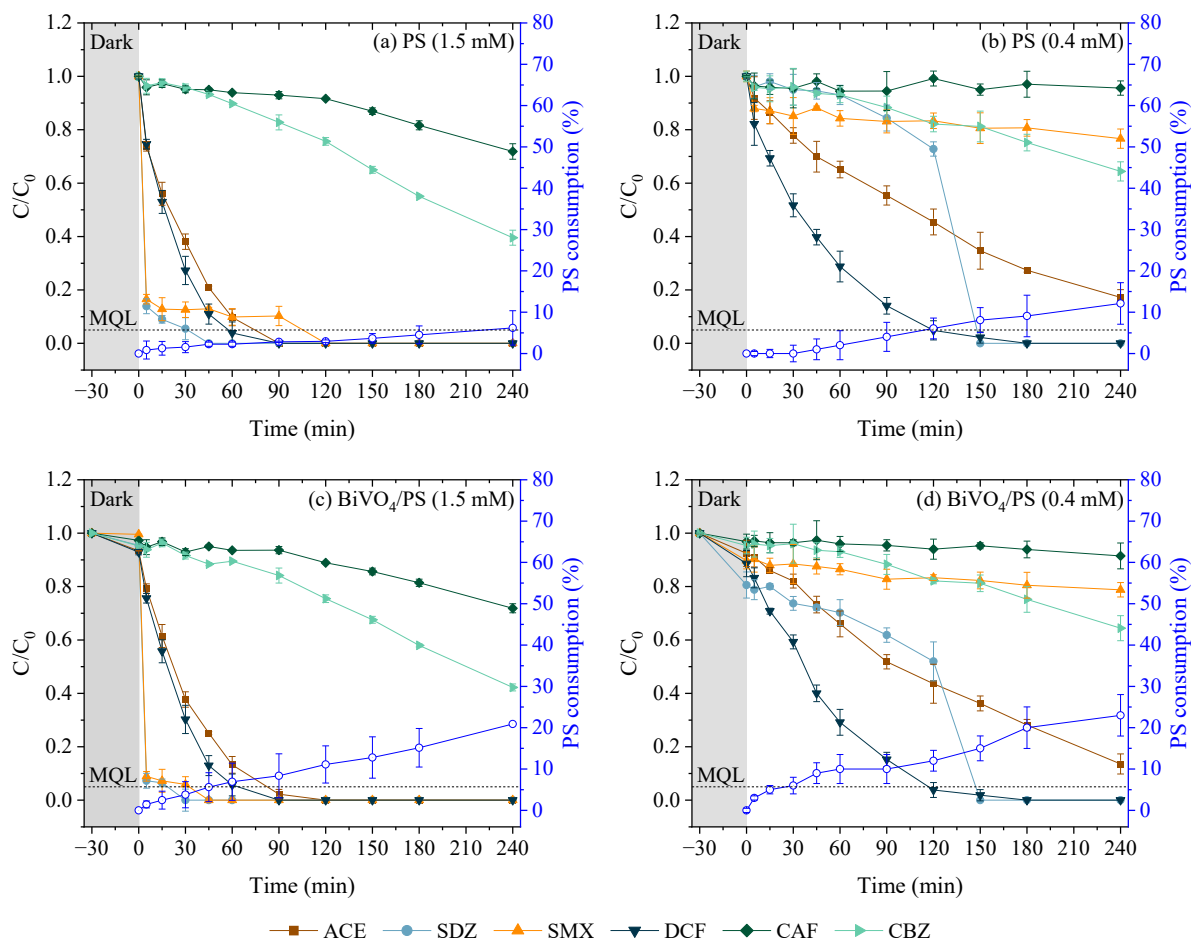 (a) PS (1.5 mM)
Dark
MQL
C/C0
1.2
1.0
0.8
0.6
0.4
0.2
0.0
PS consumption (%)
80
70
60
50
40
30
20
10
0
−30 0 30 60 90 120 150 180 210 240
Time (min)
(b) PS (0.4 mM)
Dark
MQL
C/C0
1.2
1.0
0.8
0.6
0.4
0.2
0.0
PS consumption (%)
80
70
60
50
40
30
20
10
0
−30 0 30 60 90 120 150 180 210 240
Time (min)
(c) BiVO4/PS (1.5 mM)
Dark
MQL
C/C0
1.2
1.0
0.8
0.6
0.4
0.2
0.0
PS consumption (%)
80
70
60
50
40
30
20
10
0
−30 0 30 60 90 120 150 180 210 240
Time (min)
(d) BiVO4/PS (0.4 mM)
Dark
MQL
C/C0
1.2
1.0
0.8
0.6
0.4
0.2
0.0
PS consumption (%)
80
70
60
50
40
30
20
10
0
−30 0 30 60 90 120 150 180 210 240
Time (min)
ACE SDZ SMX DCF CAF CBZ